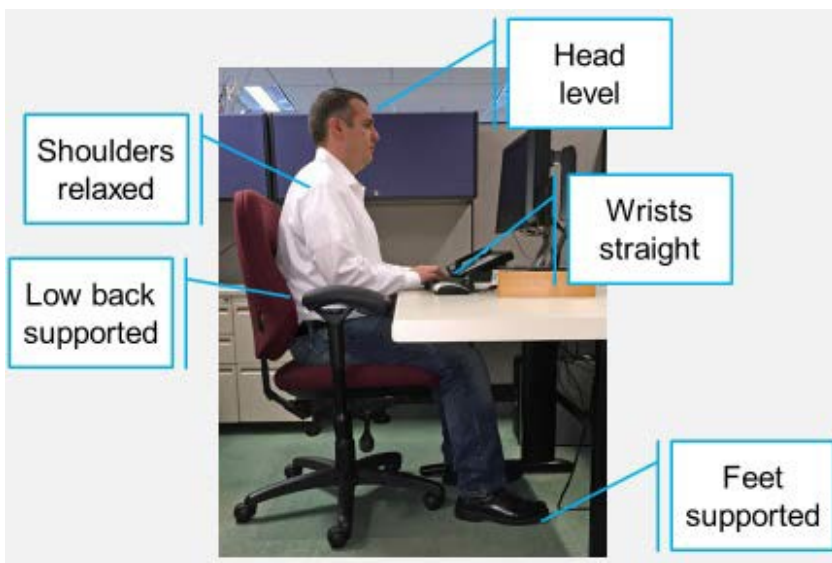 Head
level
Shoulders
relaxed
Wrists
straight
Low back
supported
Feet
supported